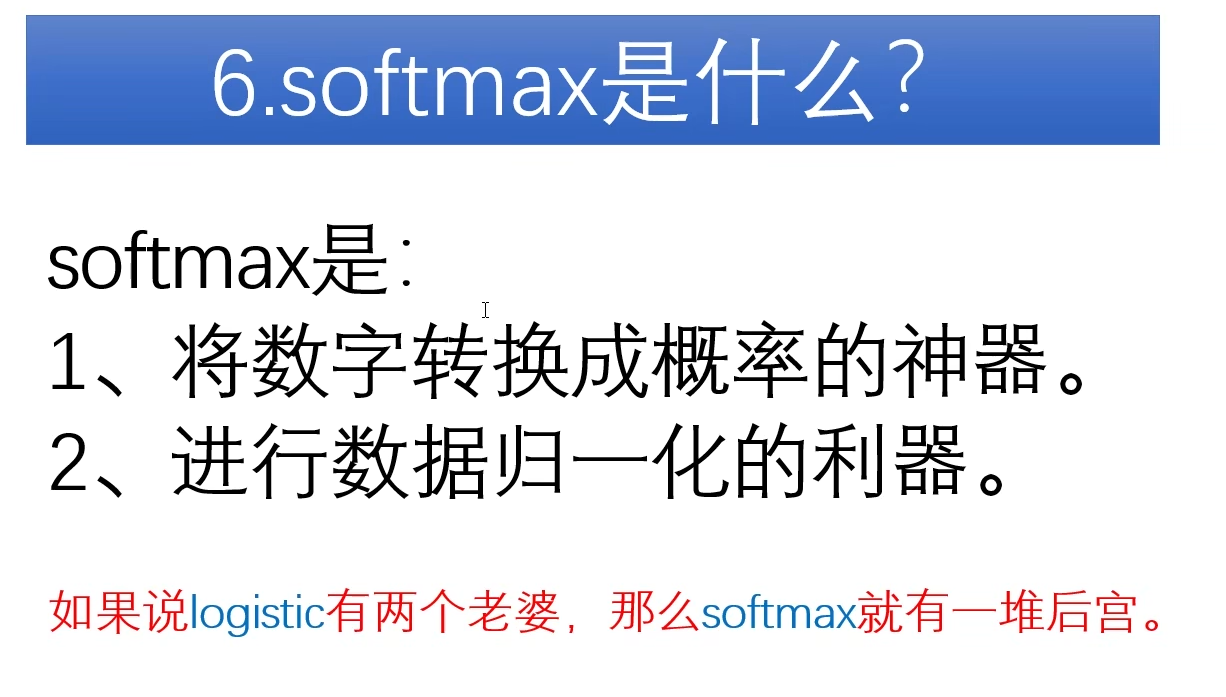 6.softmax是什么？
softmax是：
1、将数字转换成概率的神器。
2、进行数据归一化的利器。
如果说logistic有两个老婆，那么softmax就有一堆后宫。